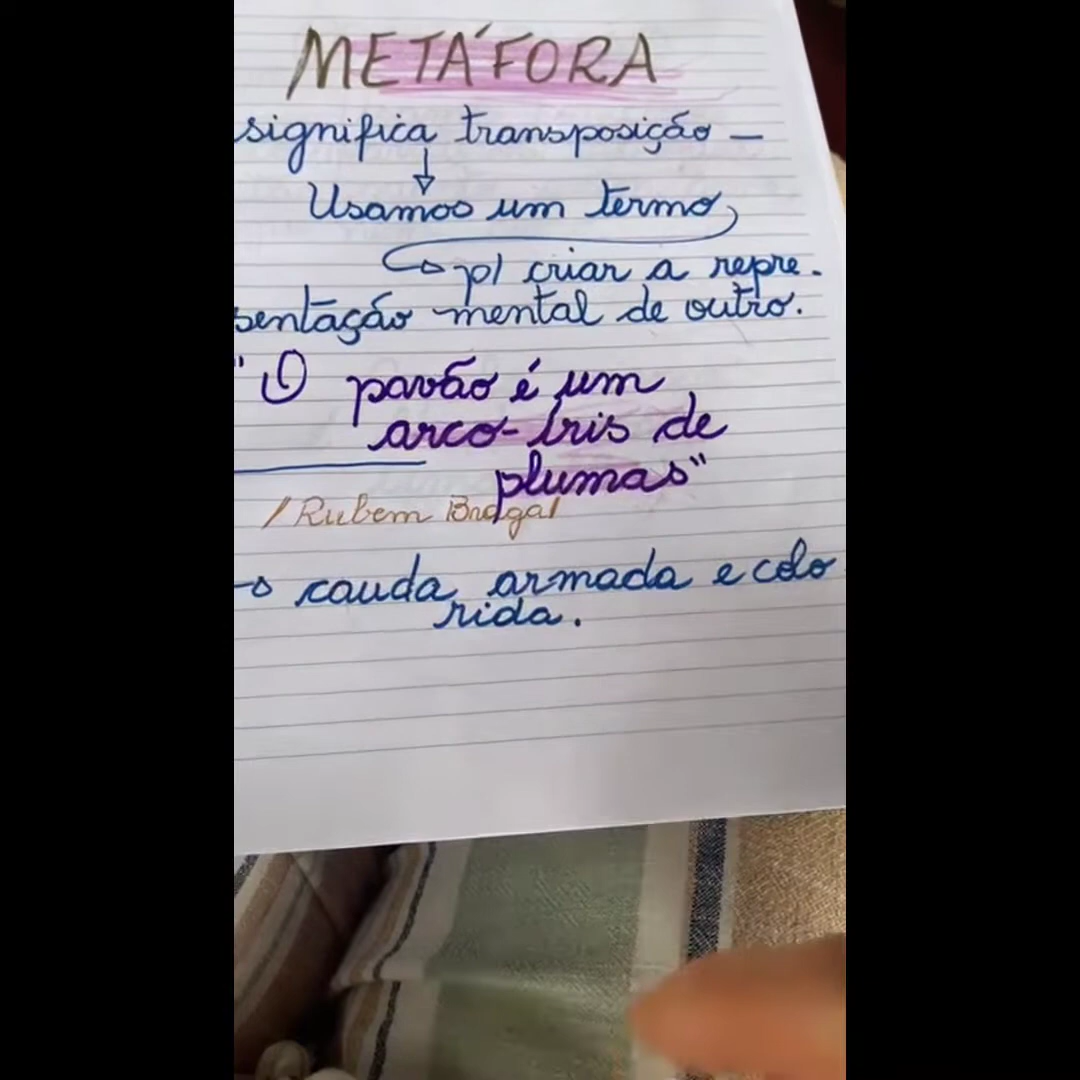 METÁFORA
significa transposição —
Usamos um termo,
p/ criar a repre.
sentação mental de outro.
"O pavão é um
arco-íris de
plumas"
/Rubem Braga/
cauda armada e colo
rida.